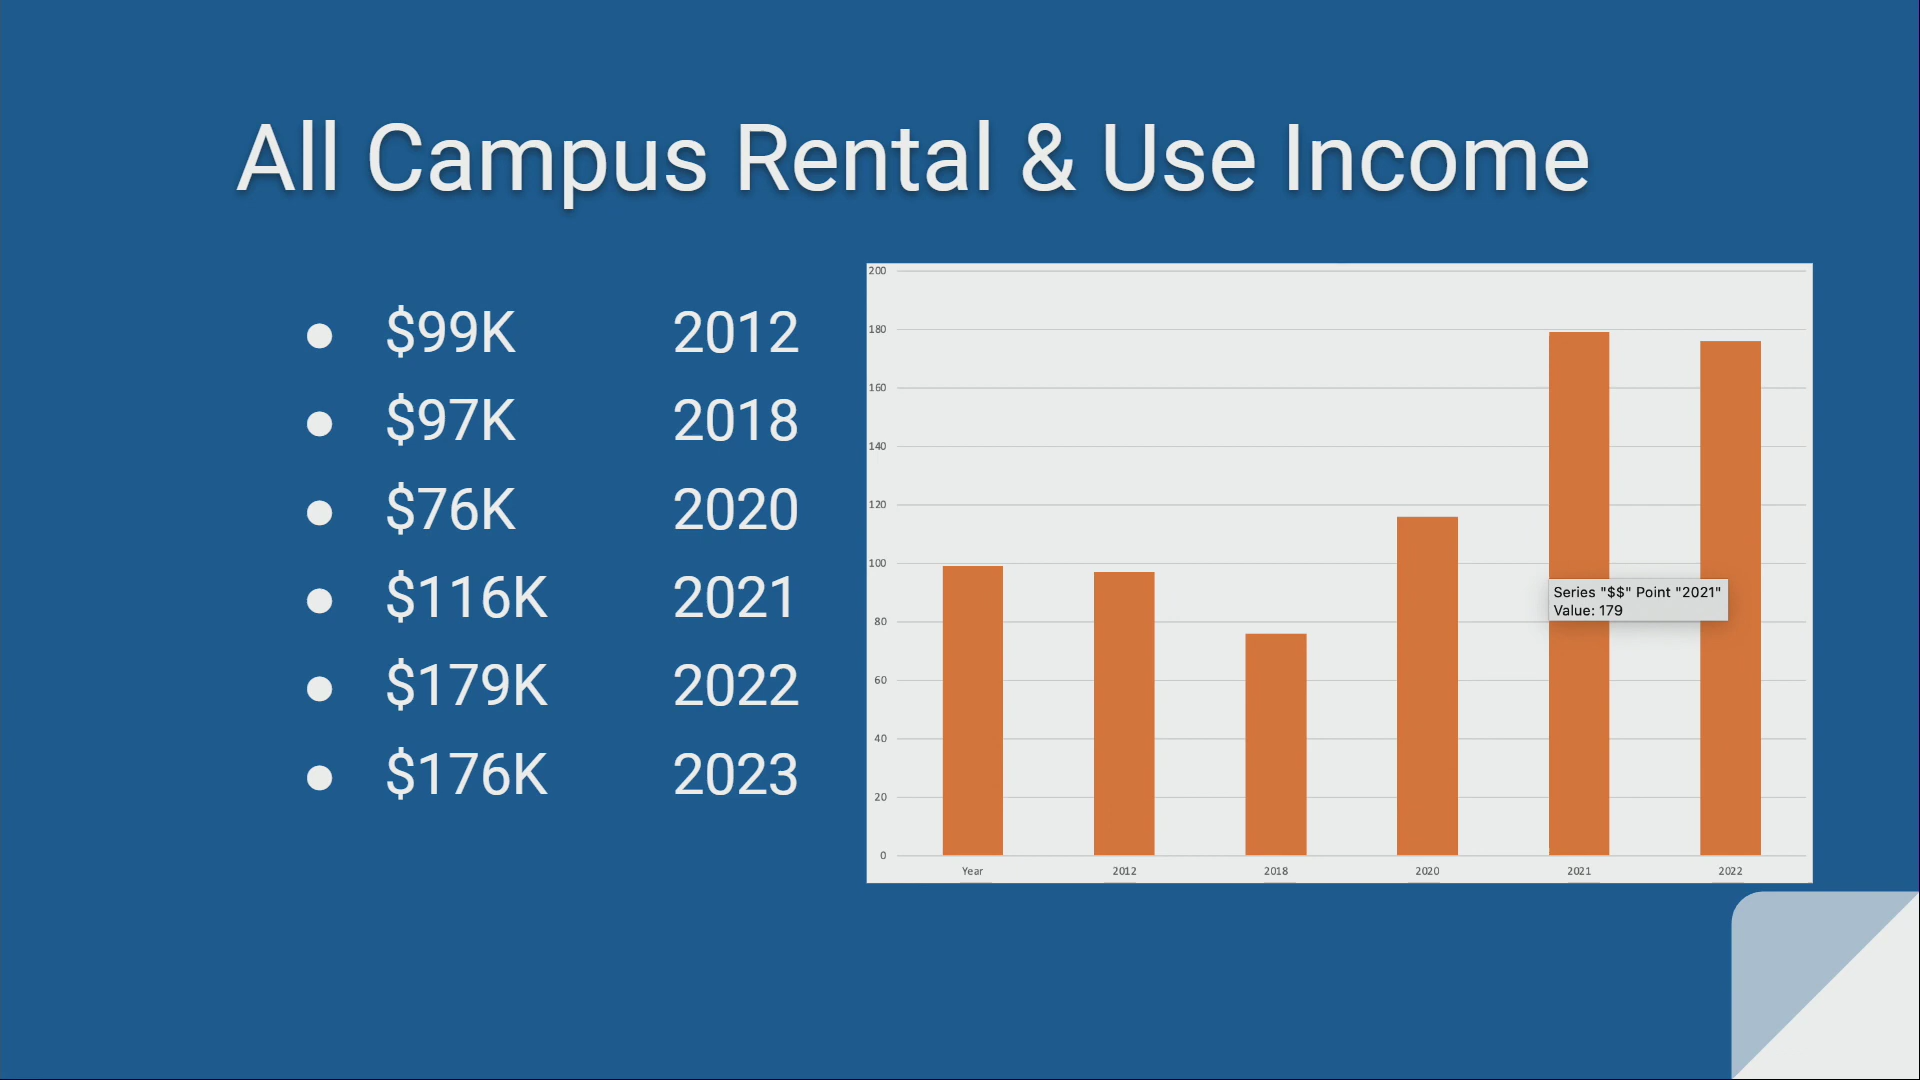 All Campus Rental & Use Income
● $99K 2012
● $97K 2018
● $76K 2020
● $116K 2021
● $179K 2022
● $176K 2023
200
180
160
140
120
100
80
60
40
20
0
Series "$$" Point "2021"
Value: 179
Year 2012 2018 2020 2021 2022